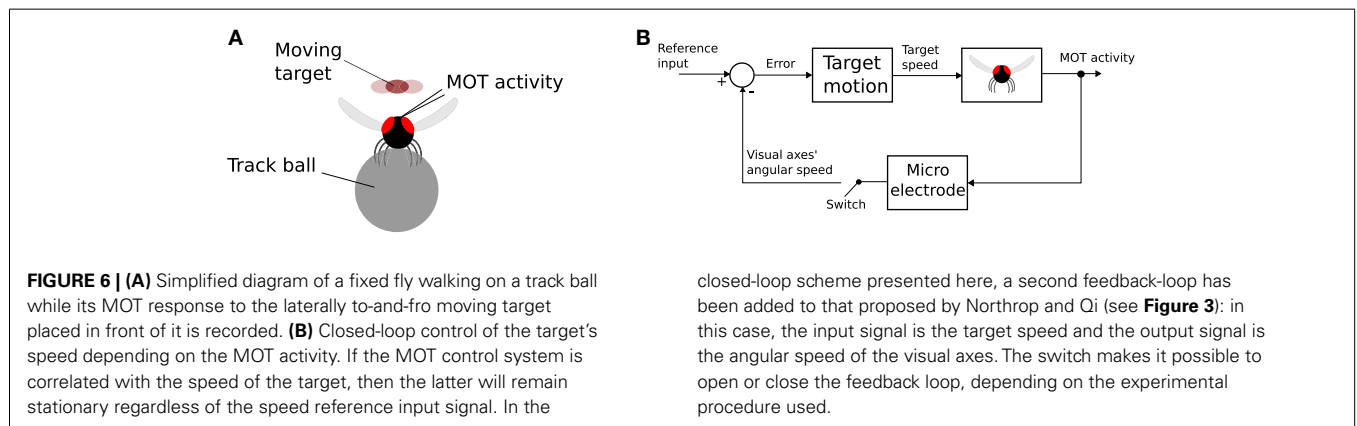 A
Moving
target
MOT activity
Track ball
B
Reference
input
+
-
Error
Target
motion
Target
speed
MOT activity
Visual axes'
angular speed
Switch
Micro
electrode
FIGURE 6 | (A) Simplified diagram of a fixed fly walking on a track ball
while its MOT response to the laterally to-and-fro moving target
placed in front of it is recorded. (B) Closed-loop control of the target's
speed depending on the MOT activity. If the MOT control system is
correlated with the speed of the target, then the latter will remain
stationary regardless of the speed reference input signal. In the
closed-loop scheme presented here, a second feedback-loop has
been added to that proposed by Northrop and Qi (see Figure 3): in
this case, the input signal is the target speed and the output signal is
the angular speed of the visual axes. The switch makes it possible to
open or close the feedback loop, depending on the experimental
procedure used.